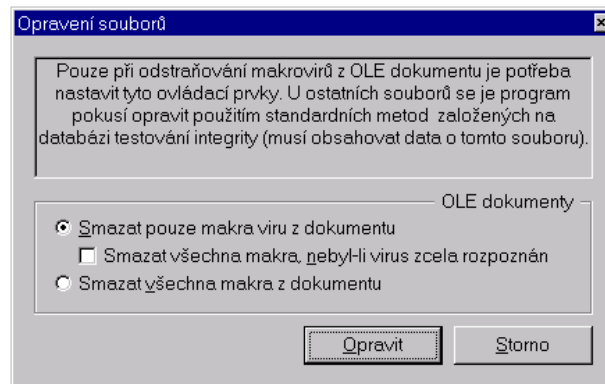 Opravení souborů
Pouze při odstraňování makrovirů z OLE dokumentu je potřeba
nastavit tyto ovládací prvky. U ostatních souborů se je program
pokusí opravit použitím standardních metod založených na
databázi testování integrity (musí obsahovat data o tomto souboru).
OLE dokumenty
Smazat pouze makra viru z dokumentu
Smazat všechna makra, nebyl-li virus zcela rozpoznán
Smazat všechna makra z dokumentu
Opravit Storno